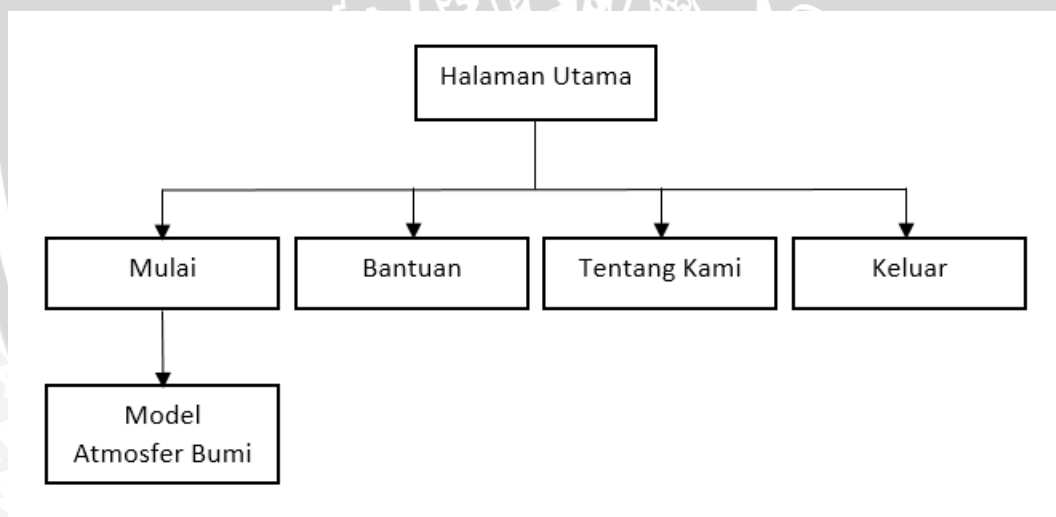 Halaman Utama
Mulai
Bantuan
Tentang Kami
Keluar
Model
Atmosfer Bumi